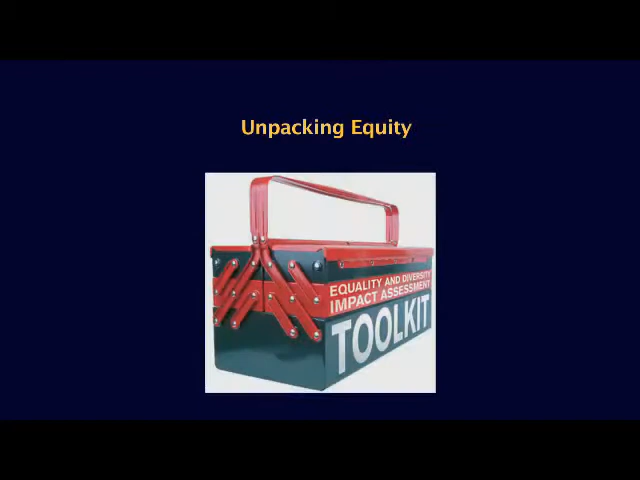 Unpacking Equity
EQUALITY AND DIVERSITY
IMPACT ASSESSMENT
TOOLKIT